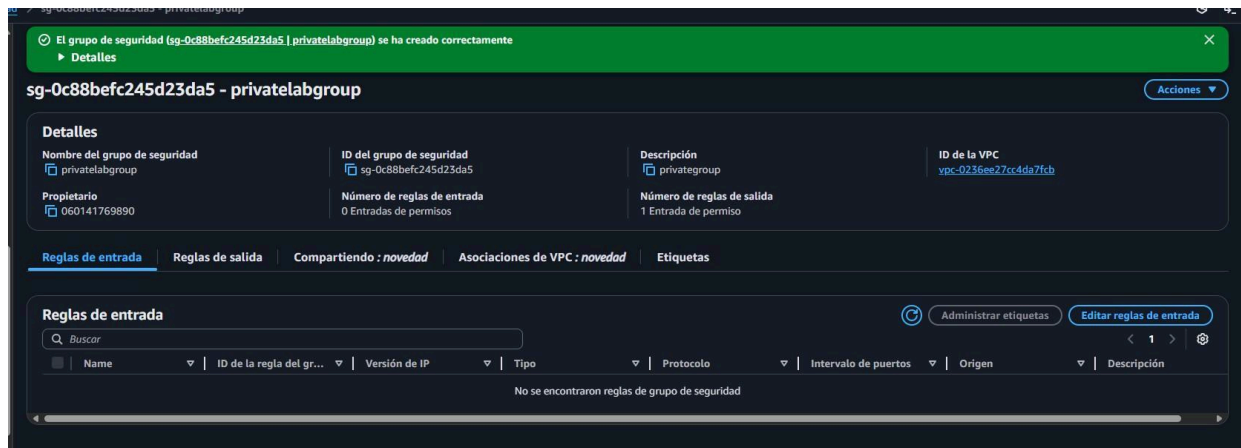 sg-0c88befc245d23da5 - privatelabgroup
El grupo de seguridad (sg-0c88befc245d23da5 | privatelabgroup) se ha creado correctamente
Detalles
sg-0c88befc245d23da5 - privatelabgroup
Acciones
Detalles
Nombre del grupo de seguridad
privatelabgroup
ID del grupo de seguridad
sg-0c88befc245d23da5
Descripción
privategroup
ID de la VPC
vpc-0236ee27cc4da7fcb
Propietario
060141769890
Número de reglas de entrada
0 Entradas de permisos
Número de reglas de salida
1 Entrada de permiso
Reglas de entrada
Reglas de salida
Compartiendo : novedad
Asociaciones de VPC : novedad
Etiquetas
Reglas de entrada
Administrar etiquetas
Editar reglas de entrada
Buscar
1
Name
ID de la regla del gr...
Versión de IP
Tipo
Protocolo
Intervalo de puertos
Origen
Descripción
No se encontraron reglas de grupo de seguridad